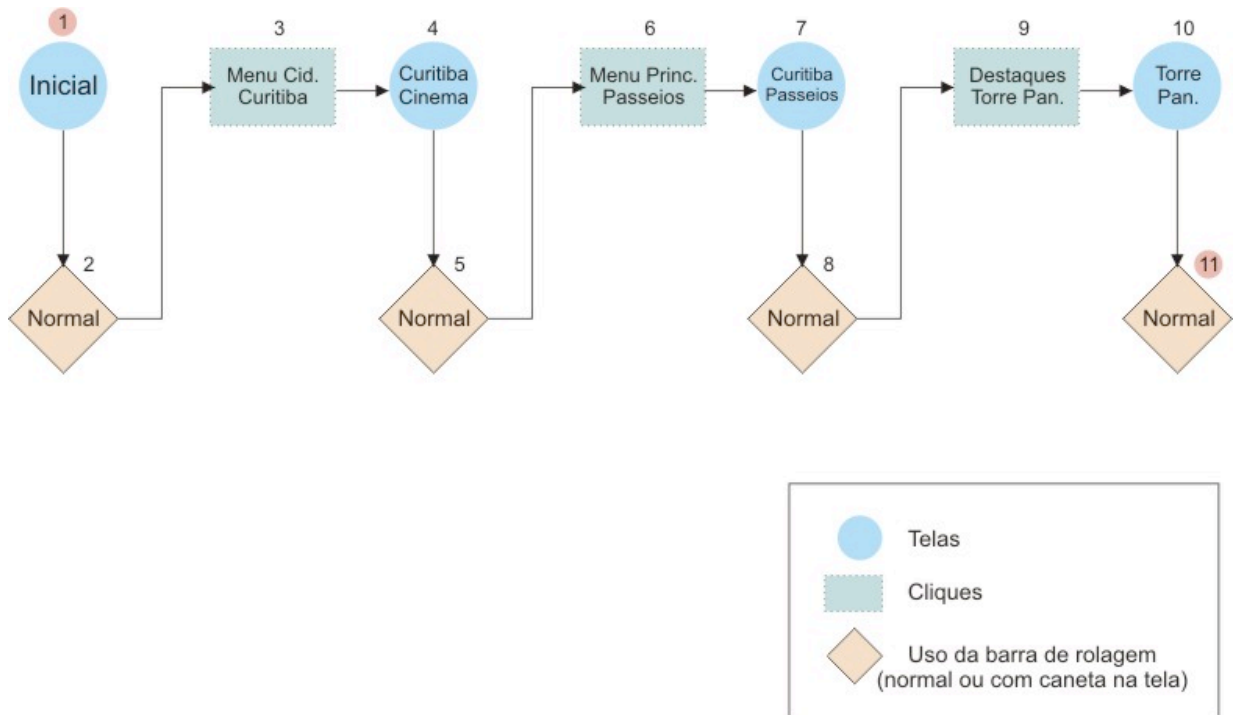 1
Inicial
2
Normal
3
Menu Cid.
Curitiba
4
Curitiba
Cinema
5
Normal
6
Menu Princ.
Passeios
7
Curitiba
Passeios
8
Normal
9
Destaques
Torre Pan.
10
Torre
Pan.
11
Normal
Telas
Cliques
Uso da barra de rolagem
(normal ou com caneta na tela)